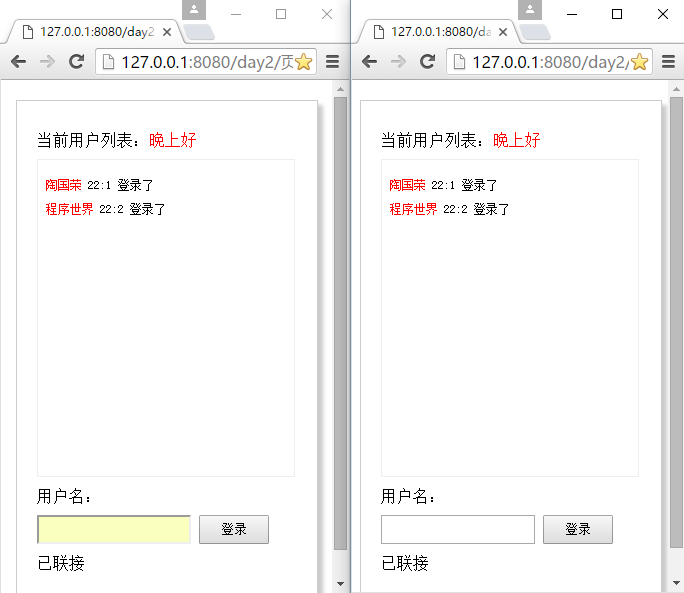 127.0.0.1:8080/day2
127.0.0.1:8080/day2/页
当前用户列表：晚上好
陶国荣 22:1 登录了
程序世界 22:2 登录了
用户名：
登录
已联接
127.0.0.1:8080/da
127.0.0.1:8080/day2/
当前用户列表：晚上好
陶国荣 22:1 登录了
程序世界 22:2 登录了
用户名：
登录
已联接